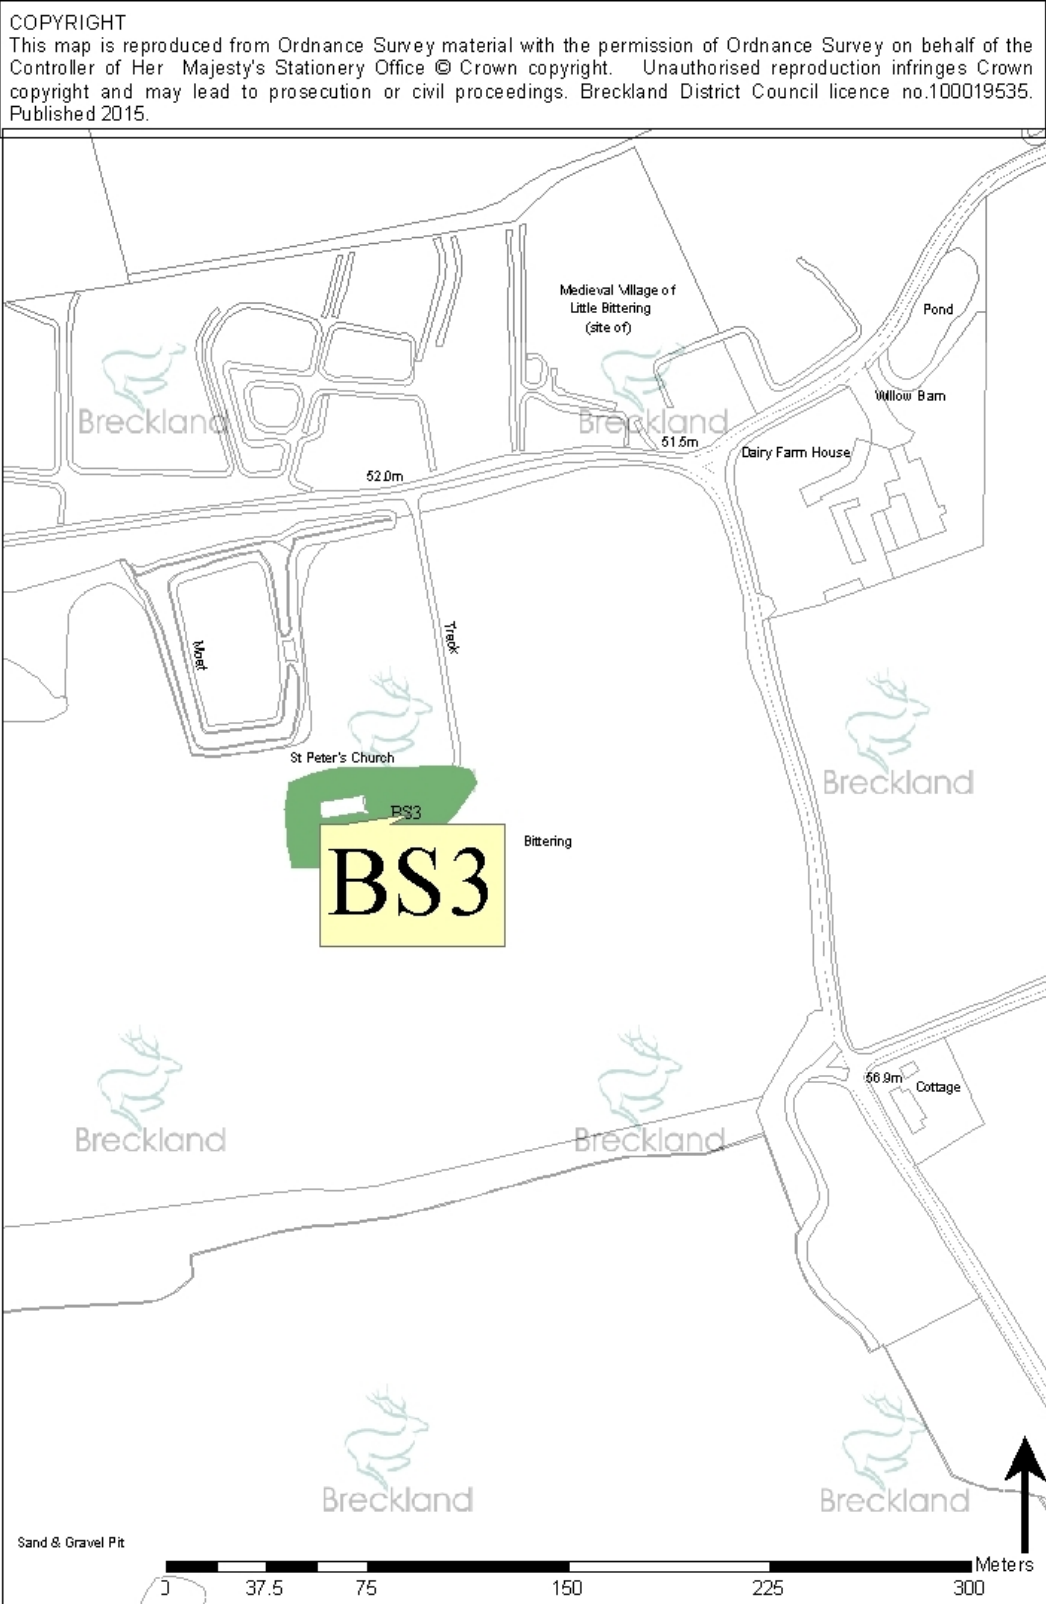 COPYRIGHT
This map is reproduced from Ordnance Survey material with the permission of Ordnance Survey on behalf of the
Controller of Her Majesty's Stationery Office © Crown copyright. Unauthorised reproduction infringes Crown
copyright and may lead to prosecution or civil proceedings. Breckland District Council licence no.100019535.
Published 2015.
Medieval Village of
Little Bittering
(site of)
Pond
Breckland
Breckland
Willow Barn
51.5m
Dairy Farm House
52.0m
Track
Moat
St Peter's Church
Breckland
BS3
Bittering
BS3
56.9m
Cottage
Breckland
Breckland
Breckland
Breckland
Sand & Gravel Pit
Meters
0 37.5 75 150 225 300